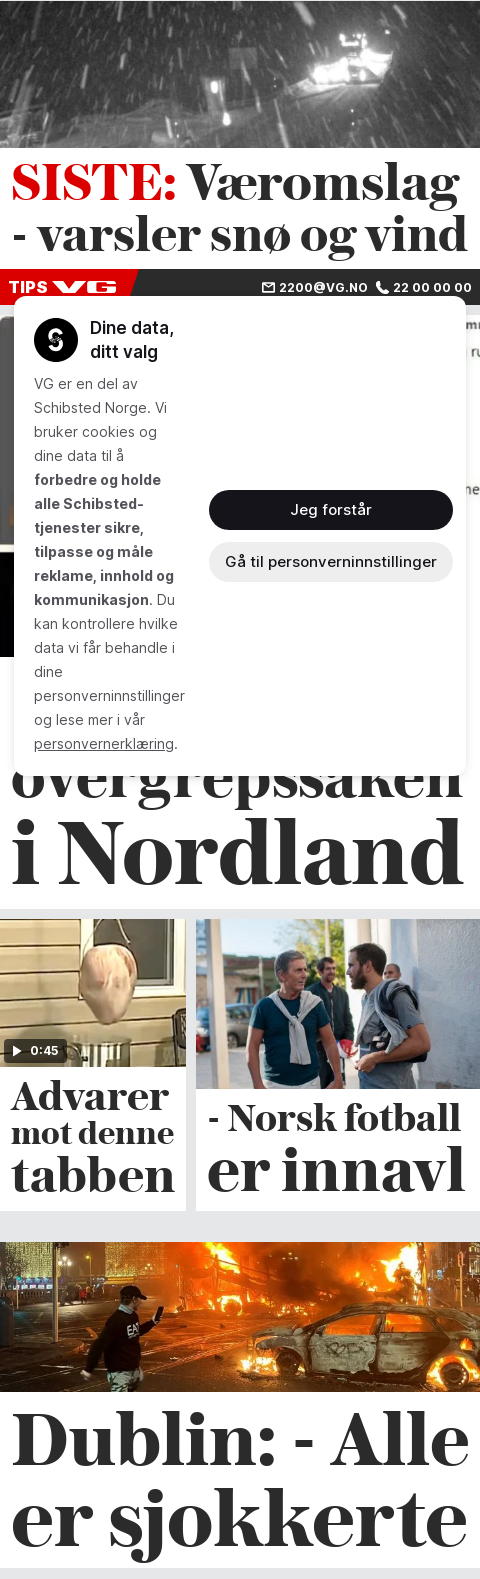 SISTE: Væromslag
- varsler snø og vind
TIPS VG
2200@VG.NO 22 00 00 00
Dine data,
ditt valg
VG er en del av
Schibsted Norge. Vi
bruker cookies og
dine data til å
forbedre og holde
alle Schibsted-
tjenester sikre,
tilpasse og måle
reklame, innhold og
kommunikasjon. Du
kan kontrollere hvilke
data vi får behandle i
dine
personverninnstillinger
og lese mer i vår
personvernerklæring.
Jeg forstår
Gå til personverninnstillinger
overgrepssaken
i Nordland
0:45
Advarer
mot denne
tabben
- Norsk fotball
er innavl
Dublin: - Alle
er sjokkerte